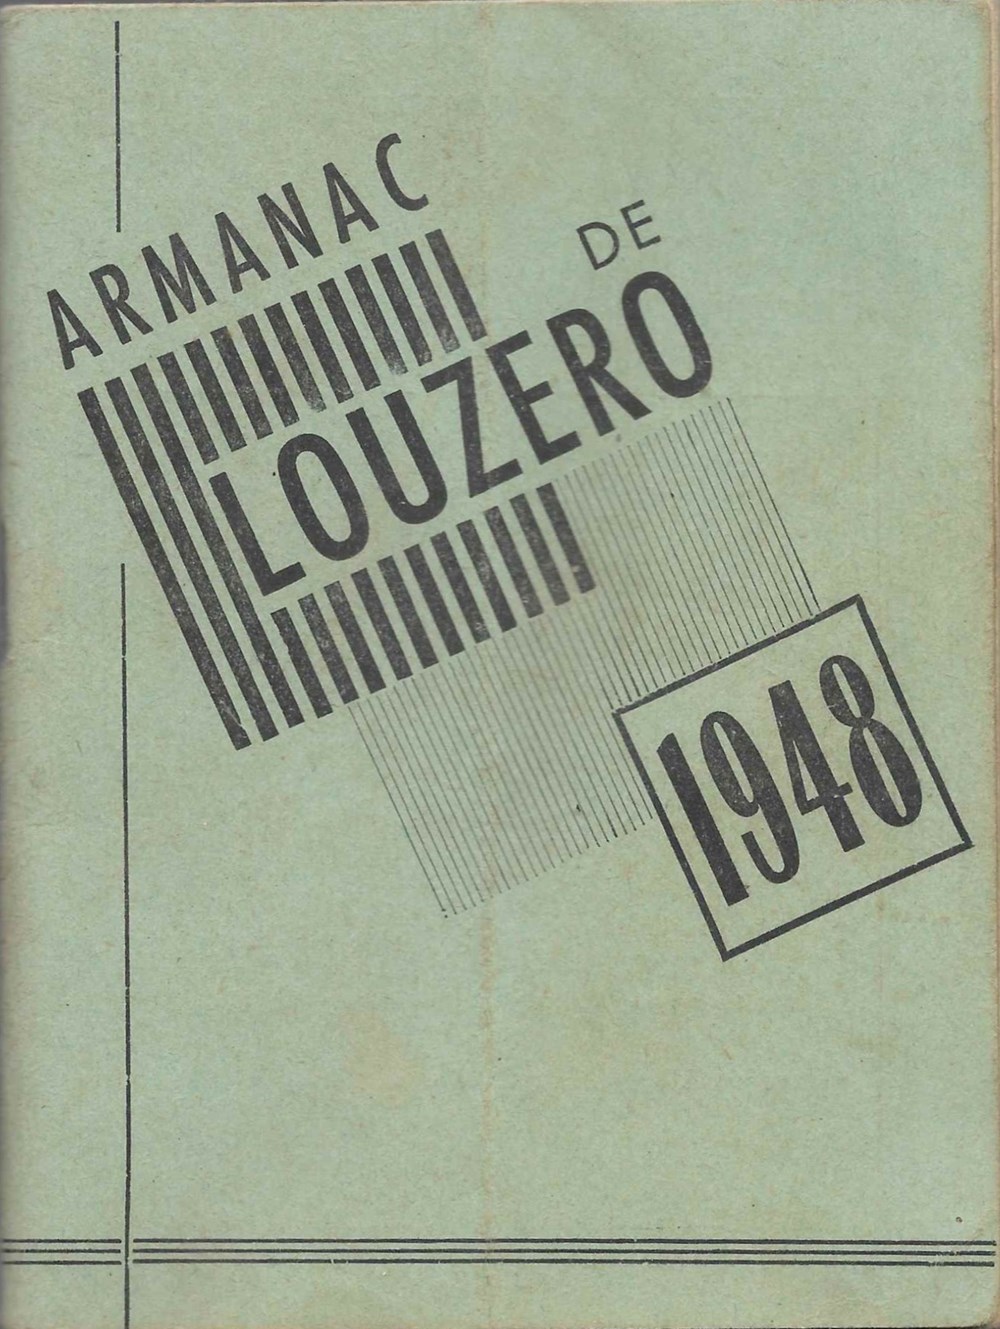 ARMANAC
DE
LOUZERO
1948